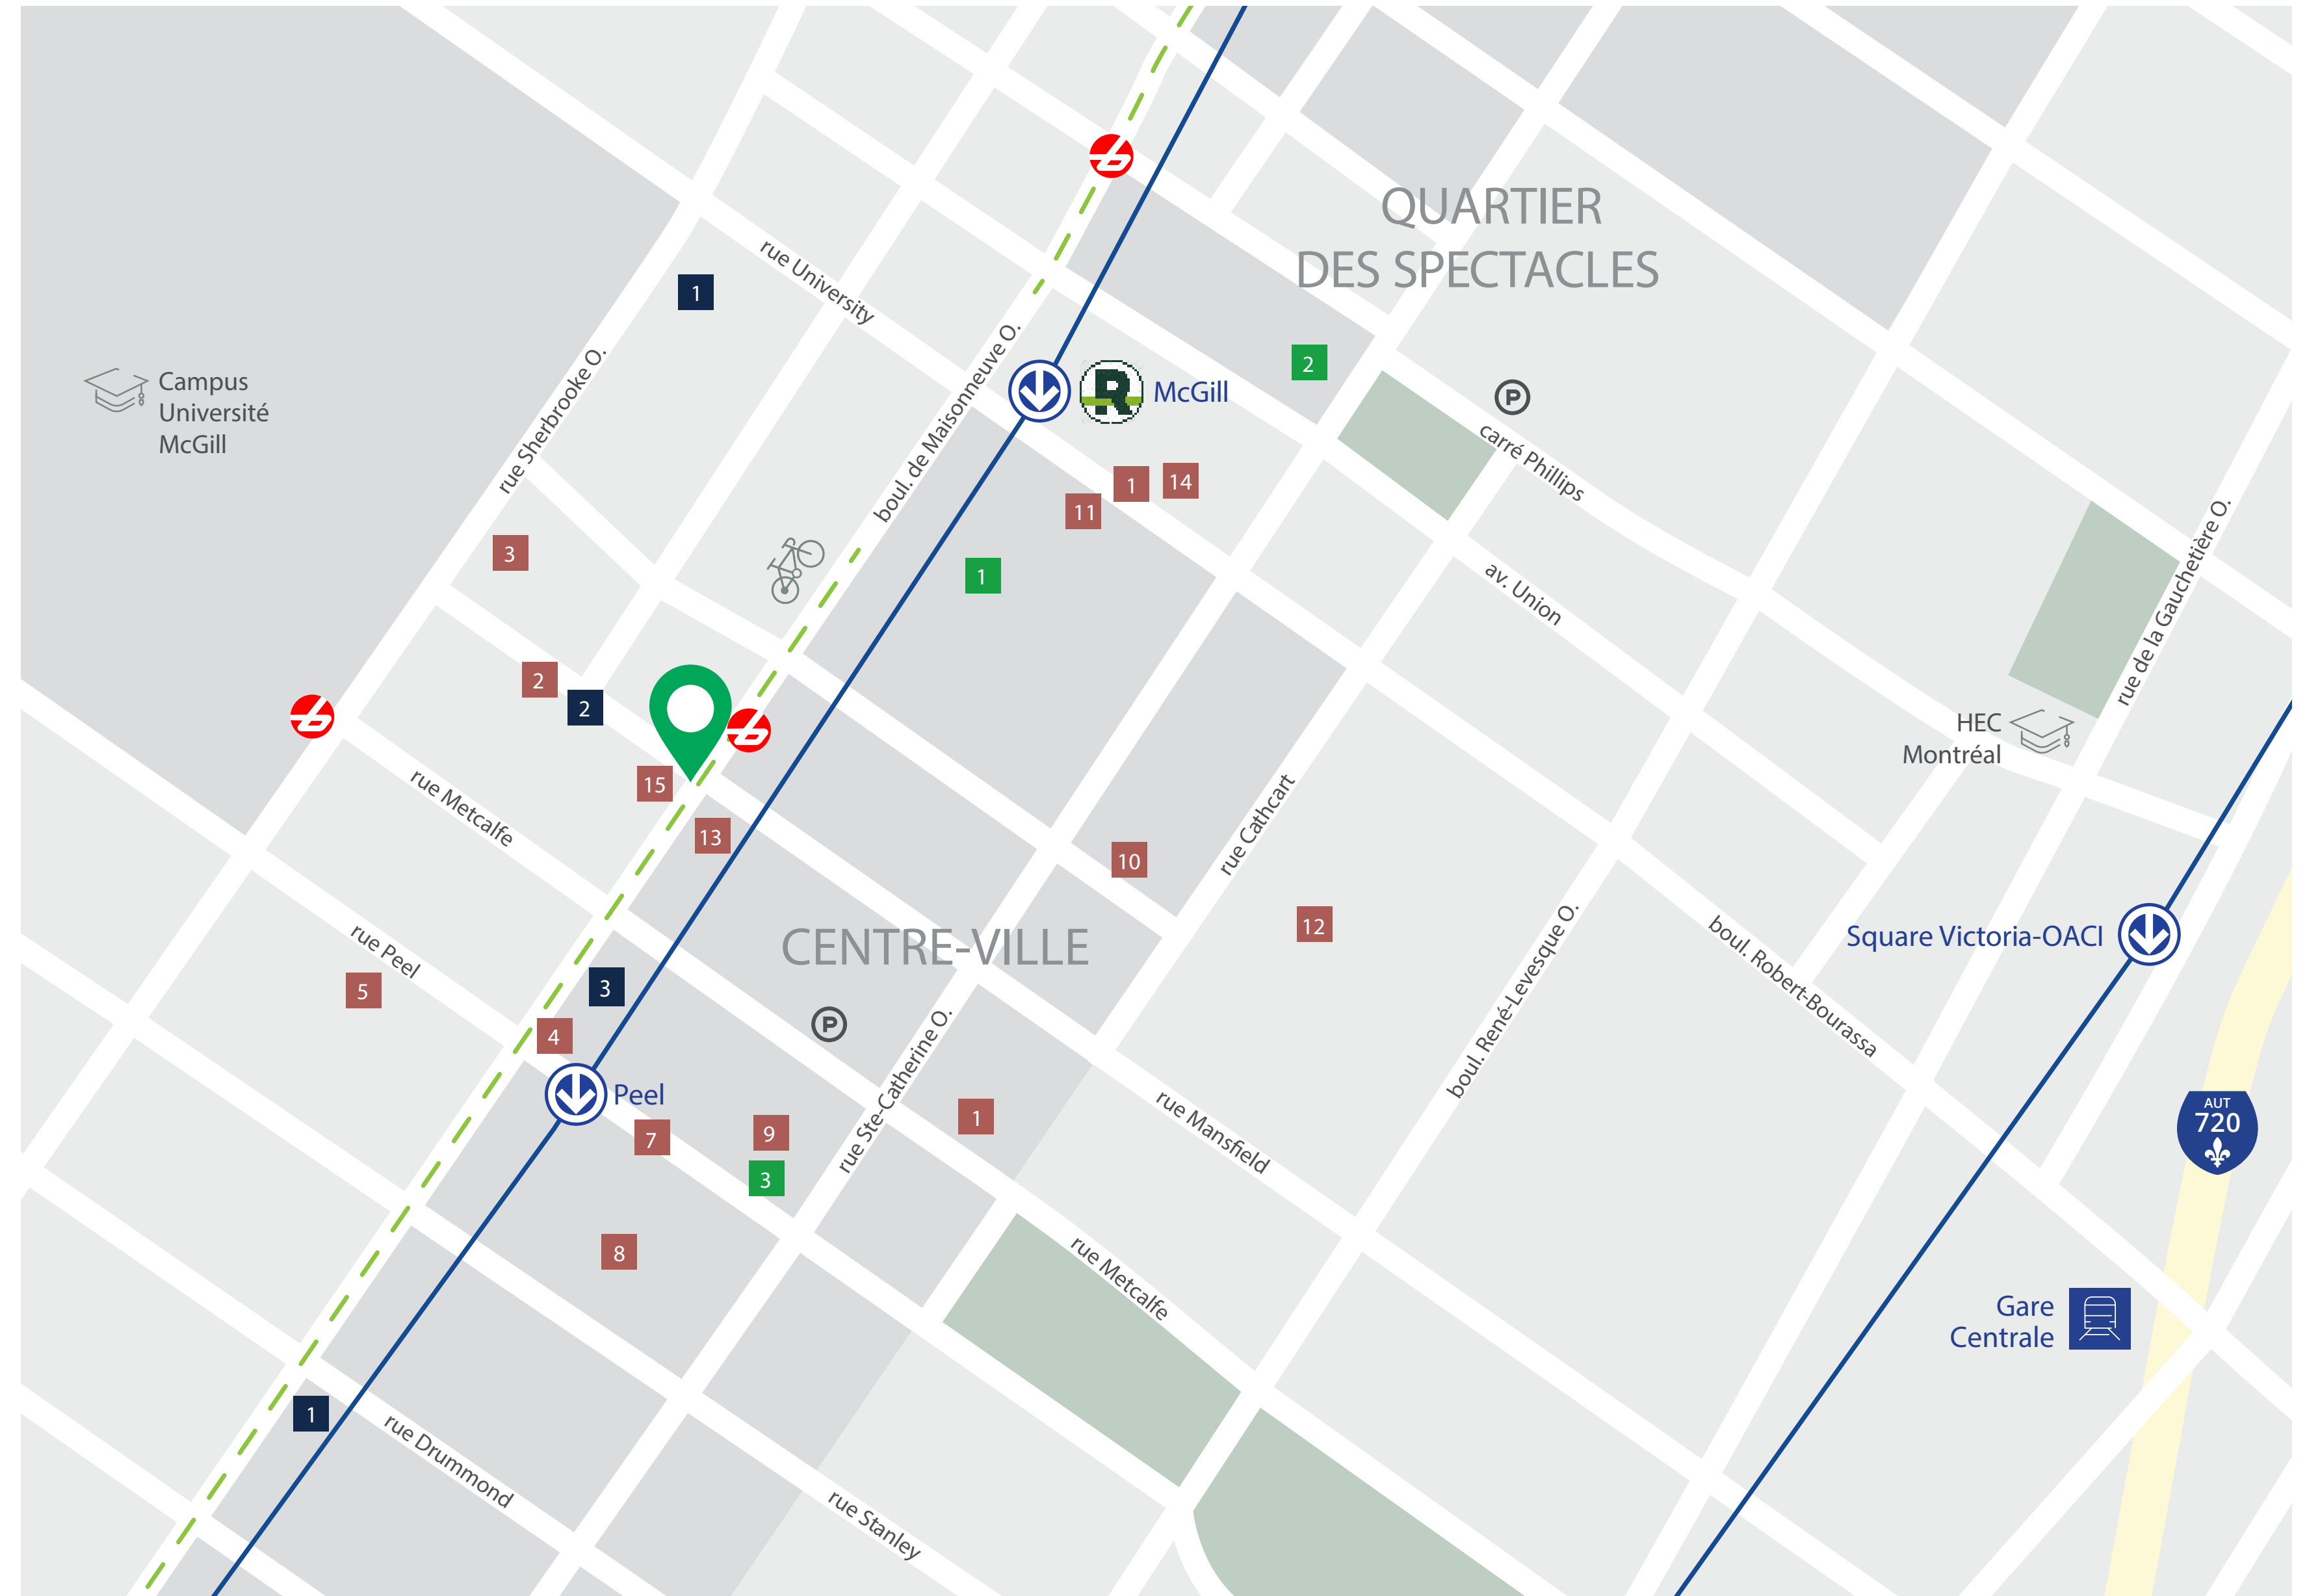 QUARTIER
DES SPECTACLES
rue University
1
boul. de Maisonneuve O.
rue Sherbrooke O.
Campus
Université
McGill
R
McGill
2
P
carré Phillips
1
14
11
3
1
av. Union
rue de la Gauchetière O.
2
2
HEC
Montréal
15
rue Metcalfe
13
rue Cathcart
10
12
boul. René-Levesque O.
boul. Robert-Bourassa
Square Victoria-OACI
CENTRE-VILLE
rue Peel
5
3
4
P
rue Ste-Catherine O.
Peel
7
9
1
3
rue Mansfield
AUT
720
8
rue Metcalfe
Gare
Centrale
1
rue Drummond
rue Stanley